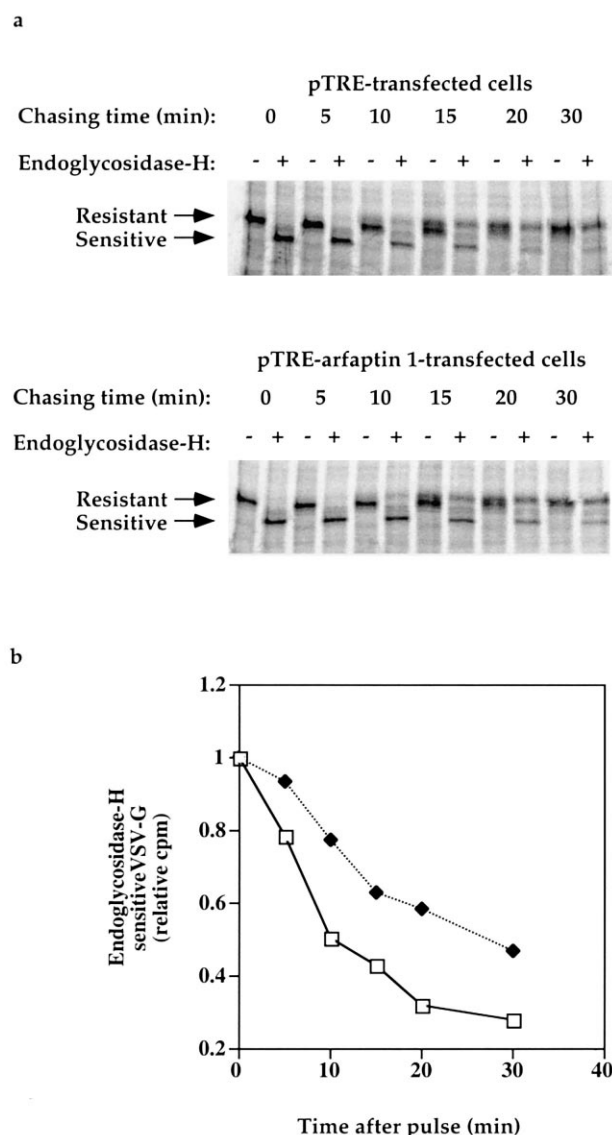 a
pTRE-transfected cells
Chasing time (min): 0 5 10 15 20 30
Endoglycosidase-H: - + - + - + - + - + - +
Resistant
Sensitive
pTRE-arfaptin 1-transfected cells
Chasing time (min): 0 5 10 15 20 30
Endoglycosidase-H: - + - + - + - + - + - +
Resistant
Sensitive
b
Endoglycosidase-H
sensitiveVSV-G
(relative cpm)
1.2
1
0.8
0.6
0.4
0.2
0 10 20 30 40
Time after pulse (min)